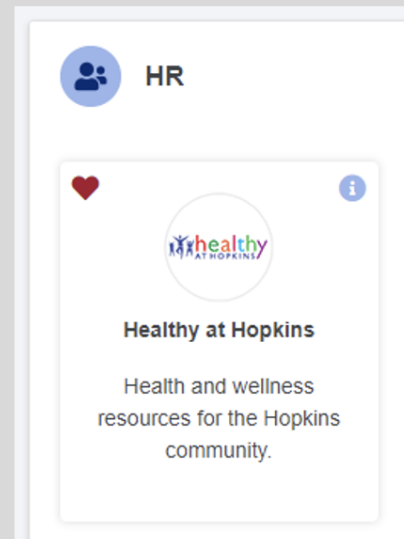 HR
healthy
AT HOPKINS
Healthy at Hopkins
Health and wellness
resources for the Hopkins
community.